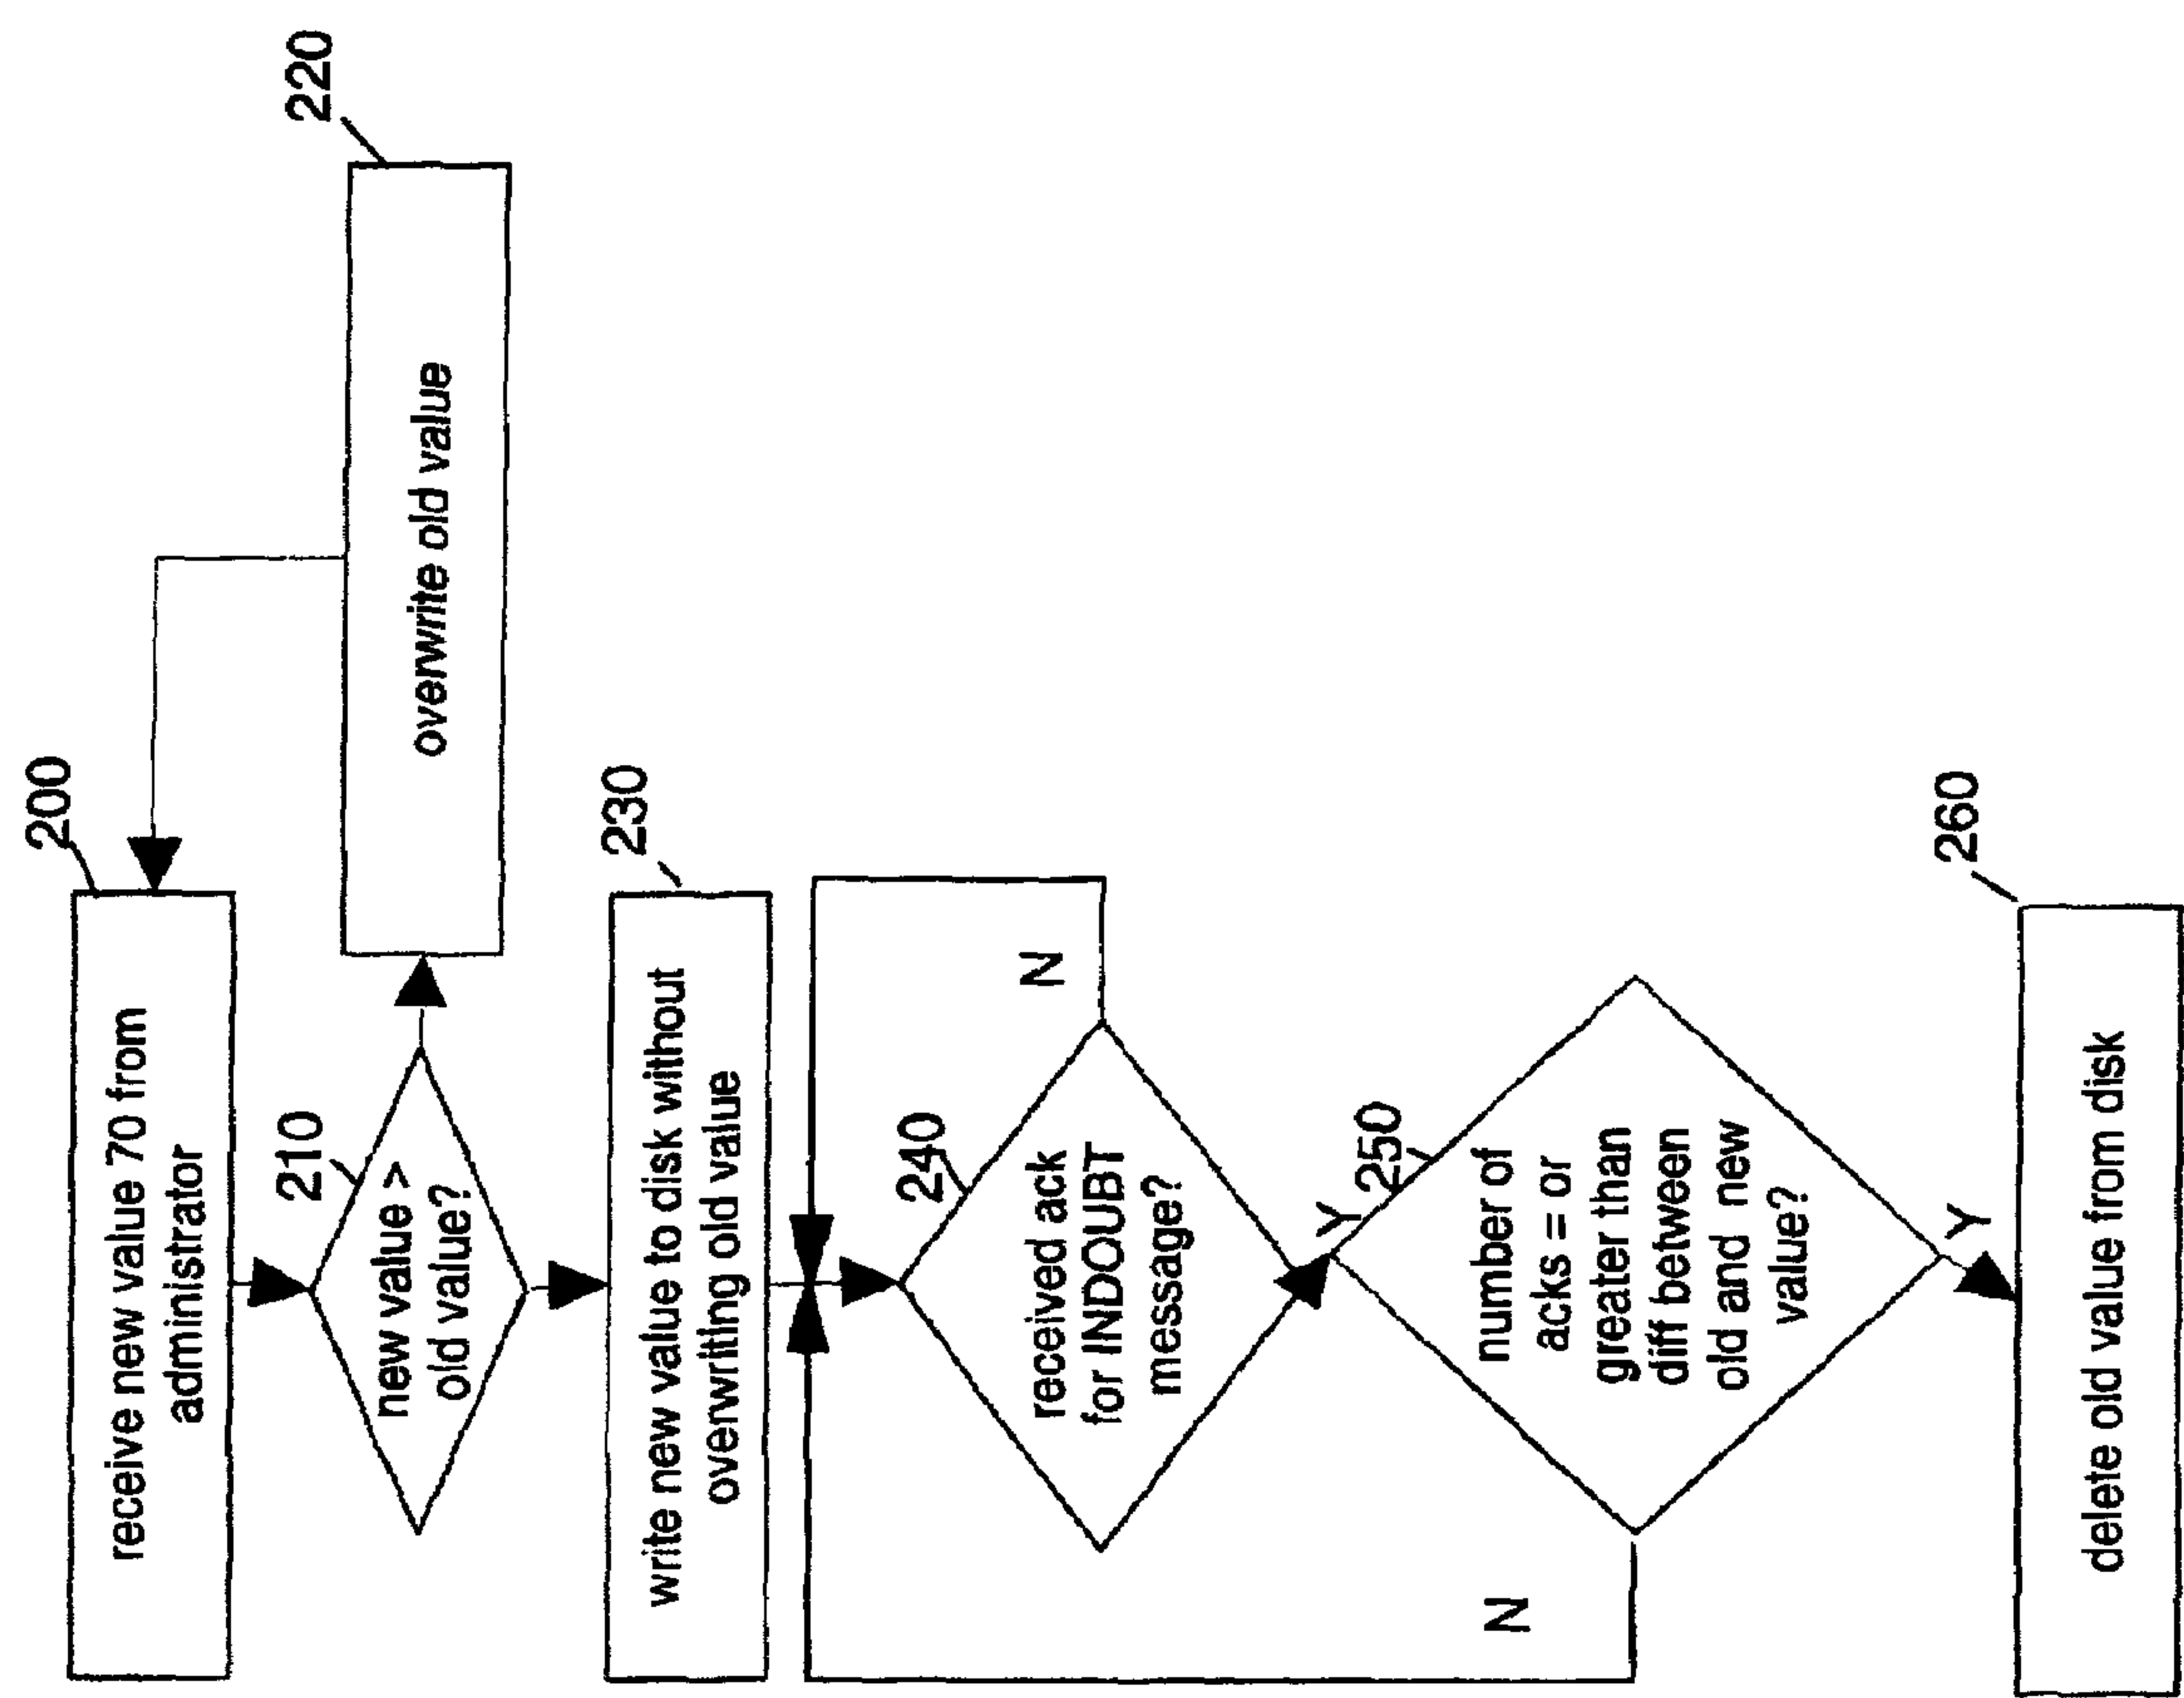 200
receive new value 70 from
administrator
210
new value >
old value?
220
overwrite old value
230
write new value to disk without
overwriting old value
240
received ack
for INDOUBT
message?
N
Y
250
number of
acks = or
greater than
diff between
old and new
value?
N
Y
260
delete old value from disk